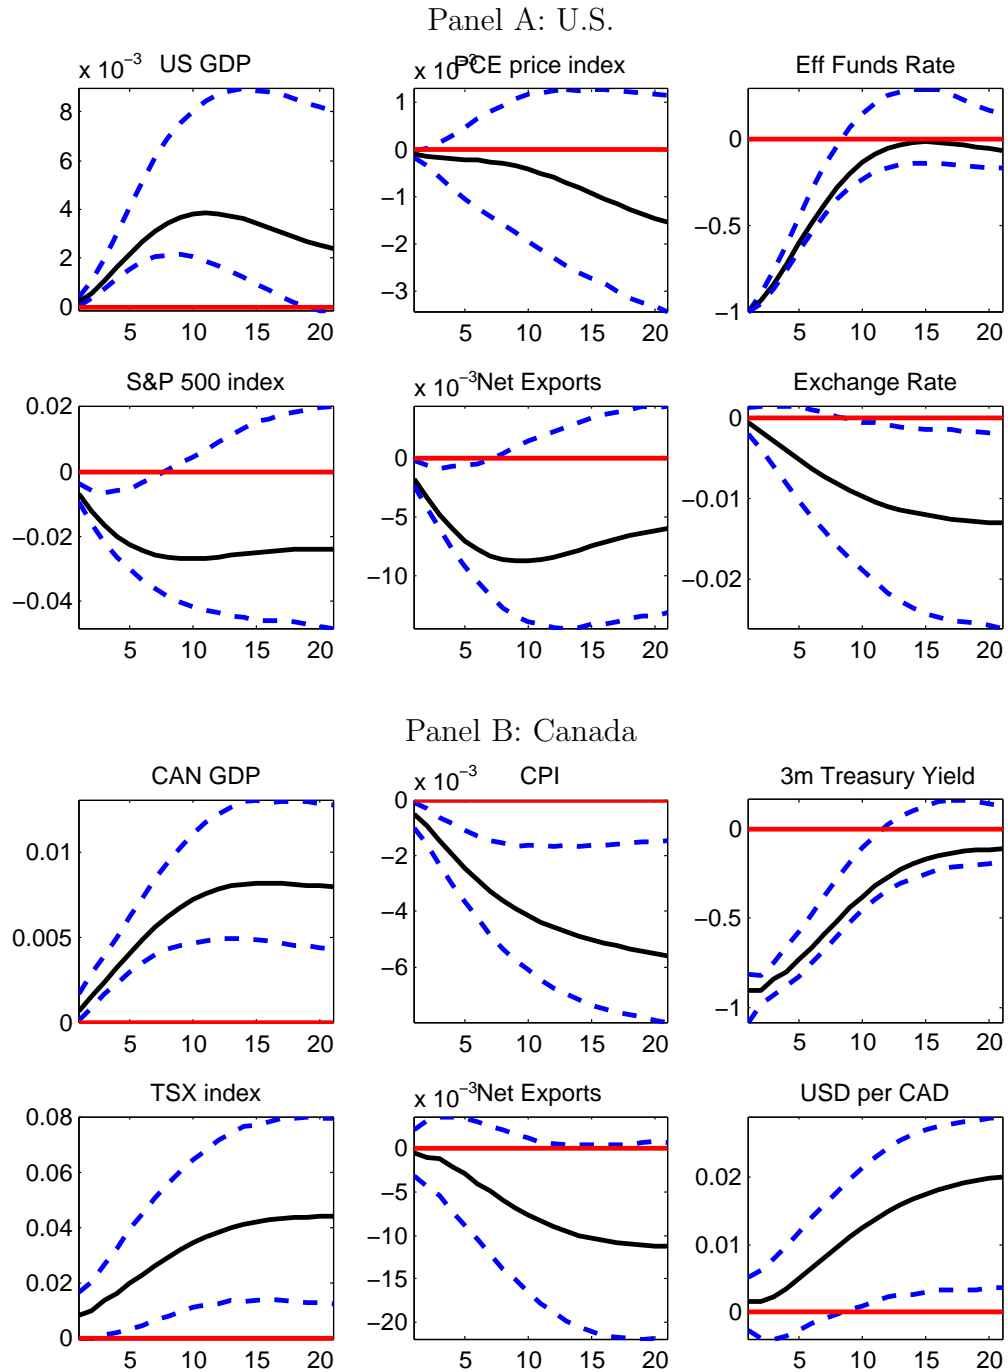 Panel A: U.S.
x 10⁻³ US GDP
8
6
4
2
0
5 10 15 20
x 10⁻³ PCE price index
1
0
−1
−2
−3
5 10 15 20
Eff Funds Rate
0
−0.5
−1
5 10 15 20
S&P 500 index
0.02
0
−0.02
−0.04
5 10 15 20
x 10⁻³ Net Exports
0
−5
−10
5 10 15 20
Exchange Rate
0
−0.01
−0.02
5 10 15 20
Panel B: Canada
CAN GDP
0.01
0.005
0
5 10 15 20
x 10⁻³ CPI
0
−2
−4
−6
5 10 15 20
3m Treasury Yield
0
−0.5
−1
5 10 15 20
TSX index
0.08
0.06
0.04
0.02
0
5 10 15 20
x 10⁻³ Net Exports
0
−5
−10
−15
−20
5 10 15 20
USD per CAD
0.02
0.01
0
5 10 15 20